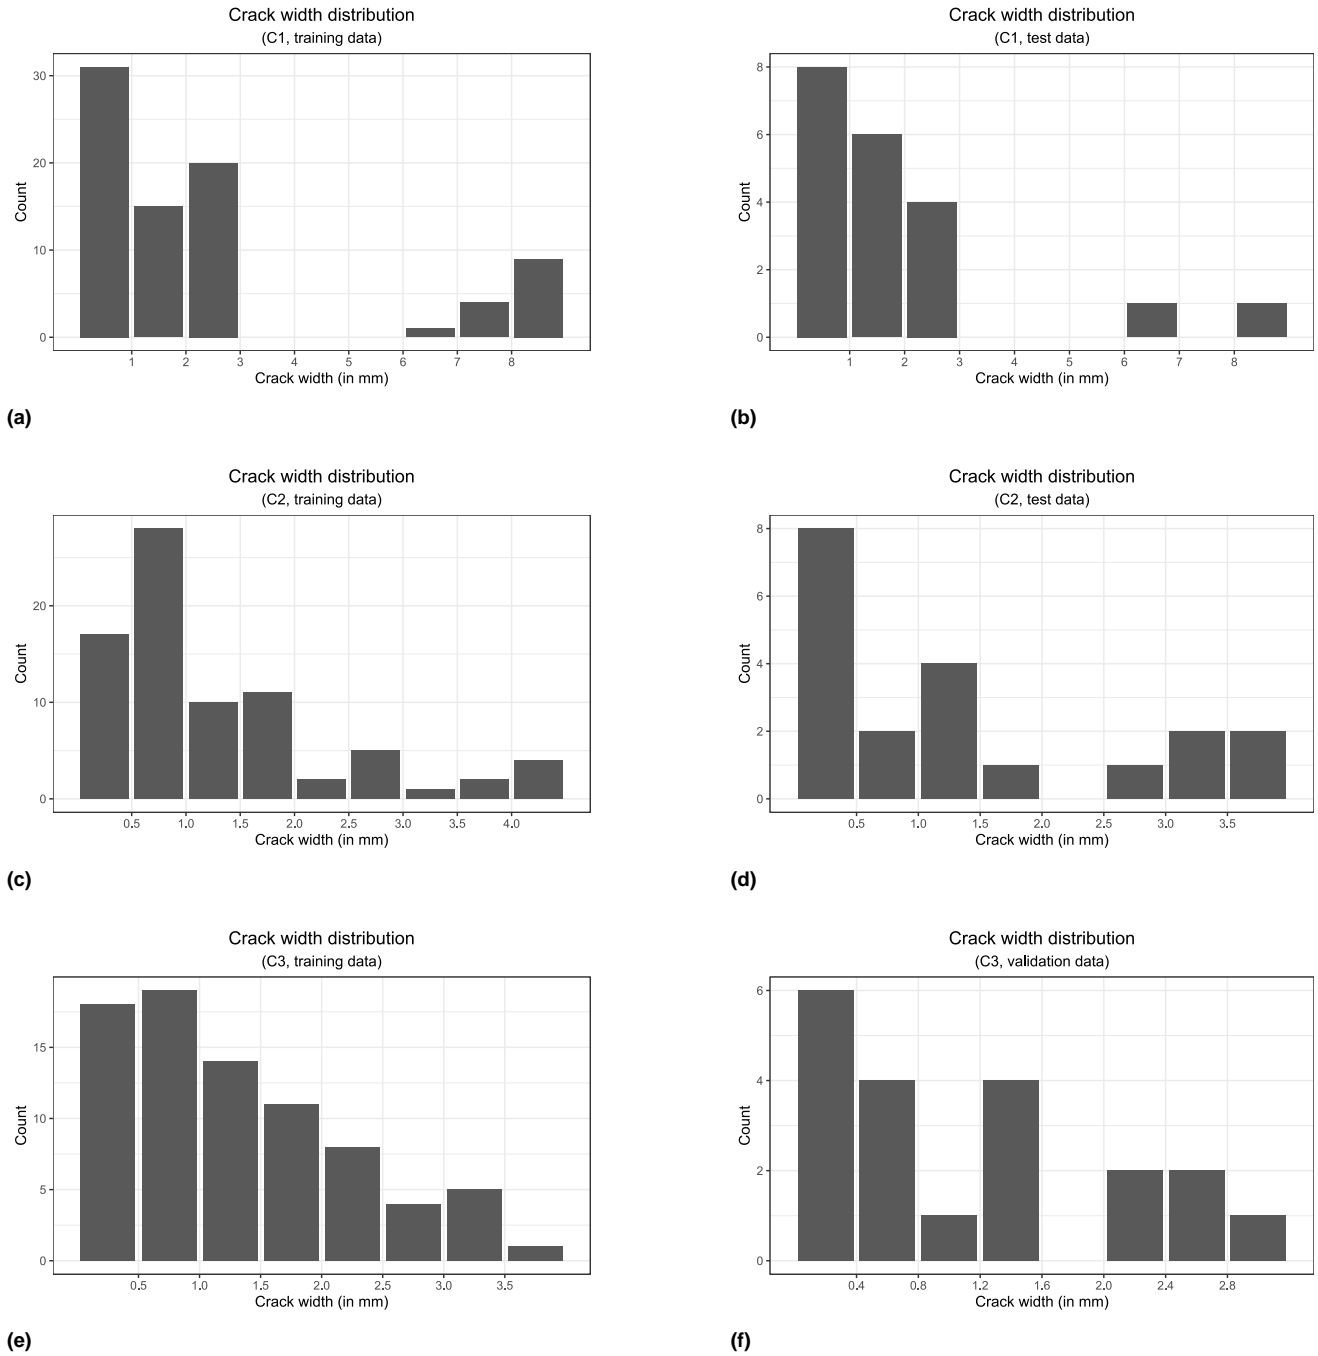 Crack width distribution
(C1, training data)
30
20
10
0
Count
1 2 3 4 5 6 7 8
Crack width (in mm)
(a)
Crack width distribution
(C1, test data)
8
6
4
2
0
Count
1 2 3 4 5 6 7 8
Crack width (in mm)
(b)
Crack width distribution
(C2, training data)
20
10
0
Count
0.5 1.0 1.5 2.0 2.5 3.0 3.5 4.0
Crack width (in mm)
(c)
Crack width distribution
(C2, test data)
8
6
4
2
0
Count
0.5 1.0 1.5 2.0 2.5 3.0 3.5
Crack width (in mm)
(d)
Crack width distribution
(C3, training data)
15
10
5
0
Count
0.5 1.0 1.5 2.0 2.5 3.0 3.5
Crack width (in mm)
(e)
Crack width distribution
(C3, validation data)
6
4
2
0
Count
0.4 0.8 1.2 1.6 2.0 2.4 2.8
Crack width (in mm)
(f)